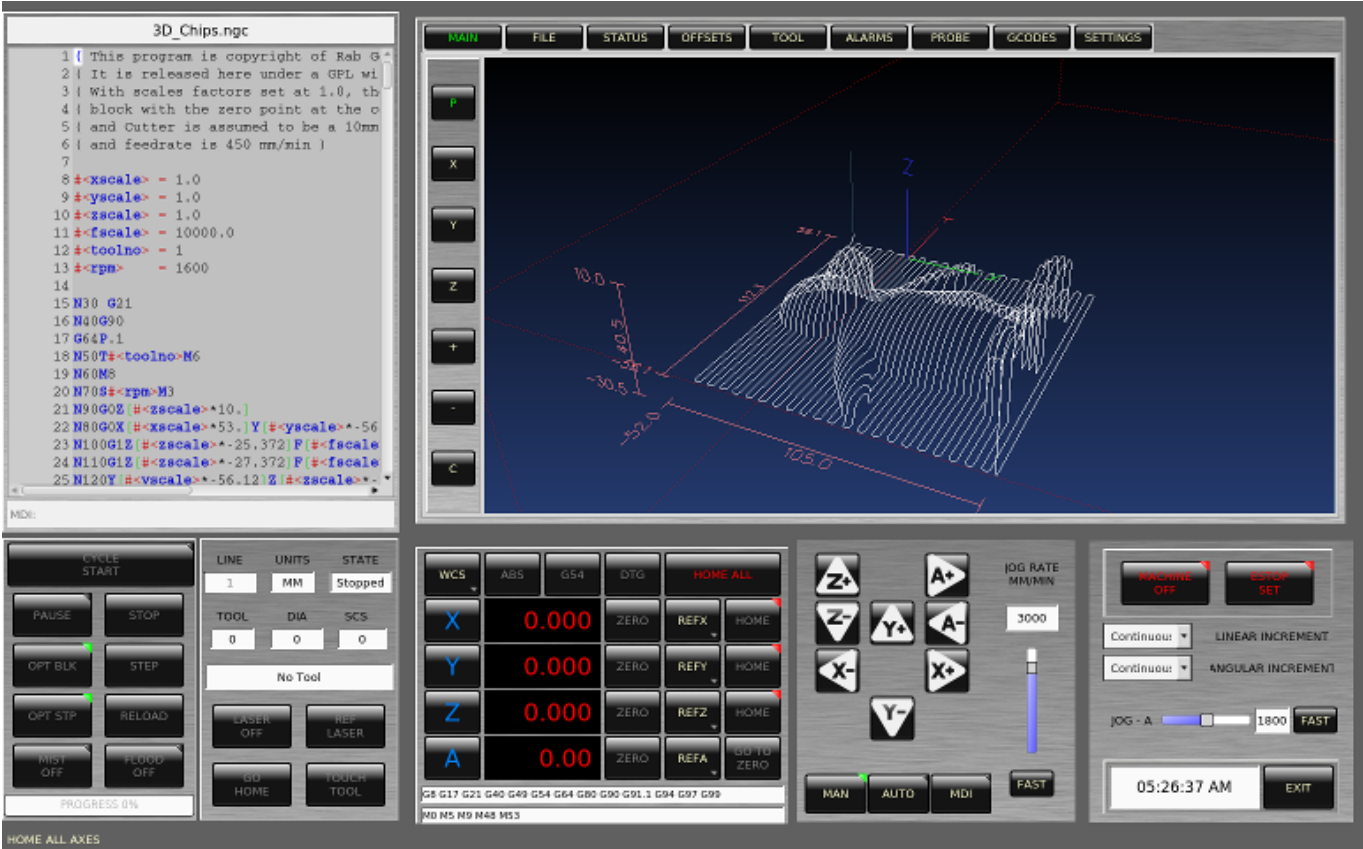 3D_Chips.ngc
1 ( This program is copyright of Rab G
2 ( It is released here under a GPL wi
3 ( With scales factors set at 1.0, th
4 ( block with the zero point at the c
5 ( and Cutter is assumed to be a 10mm
6 ( and feedrate is 450 mm/min )
7
8 #<xscale> = 1.0
9 #<yscale> = 1.0
10 #<zscale> = 1.0
11 #<fscale> = 10000.0
12 #<toolno> = 1
13 #<rpm> = 1600
14
15 N30 G21
16 N40G90
17 G64P.1
18 N50T#<toolno>M6
19 N60M8
20 N70S#<rpm>M3
21 N90G0Z[#<zscale>*10.]
22 N80G0X[#<xscale>*53.]Y[#<yscale>*-56
23 N100G1Z[#<zscale>*-25.372]F[#<fscale
24 N110G1Z[#<zscale>*-27.372]F[#<fscale
25 N120Y[#<yscale>*-56.12]Z[#<zscale>*-
MDI:
MAIN FILE STATUS OFFSETS TOOL ALARMS PROBE GCODES SETTINGS
P
X
Y
Z
+
-
C
Z
Y
10.0
112.3
40.5
-30.5
-52.0
105.0
CYCLE
START
PAUSE STOP
OPT BLK STEP
OPT STP RELOAD
MIST
OFF
FLOOD
OFF
PROGRESS 0%
LINE UNITS STATE
1 MM Stopped
TOOL DIA SCS
0 0 0
No Tool
LASER
OFF
REF
LASER
GO
HOME
TOUCH
TOOL
WCS ABS G54 DTG HOME ALL
X 0.000 ZERO REFX HOME
Y 0.000 ZERO REFY HOME
Z 0.000 ZERO REFZ HOME
A 0.00 ZERO REFA GO TO
ZERO
G8 G17 G21 G40 G49 G54 G64 G80 G90 G91.1 G94 G97 G99
M0 M5 M9 M48 M53
Z+ A+
Z- Y+ A-
X- X+
Y-
JOG RATE
MM/MIN
3000
FAST
MAN AUTO MDI
MACHINE
OFF
ESTOP
SET
Continuou: LINEAR INCREMENT
Continuou: ANGULAR INCREMENT
JOG - A 1800 FAST
05:26:37 AM EXIT
HOME ALL AXES